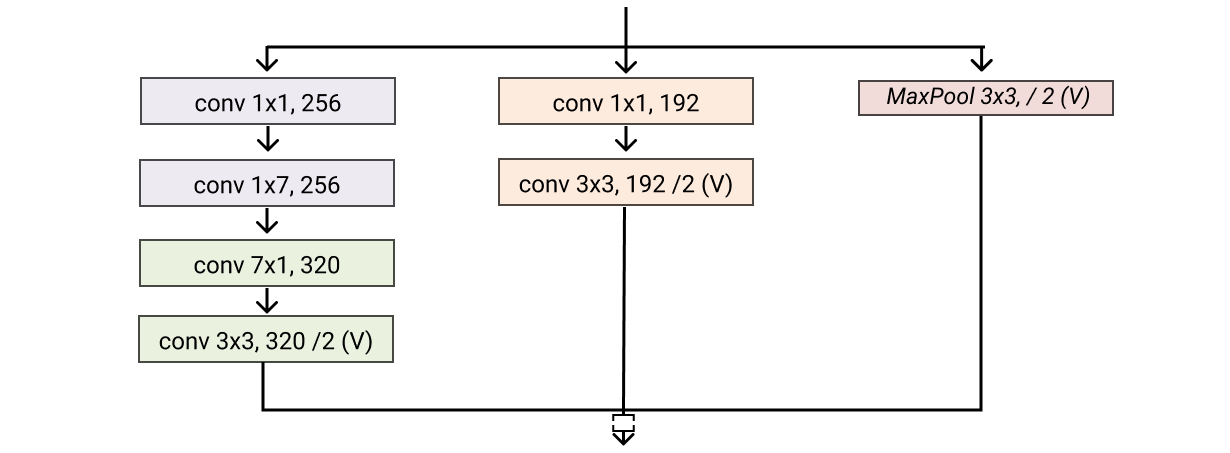 conv 1x1, 256
conv 1x7, 256
conv 7x1, 320
conv 3x3, 320 /2 (V)
conv 1x1, 192
conv 3x3, 192 /2 (V)
MaxPool 3x3, / 2 (V)